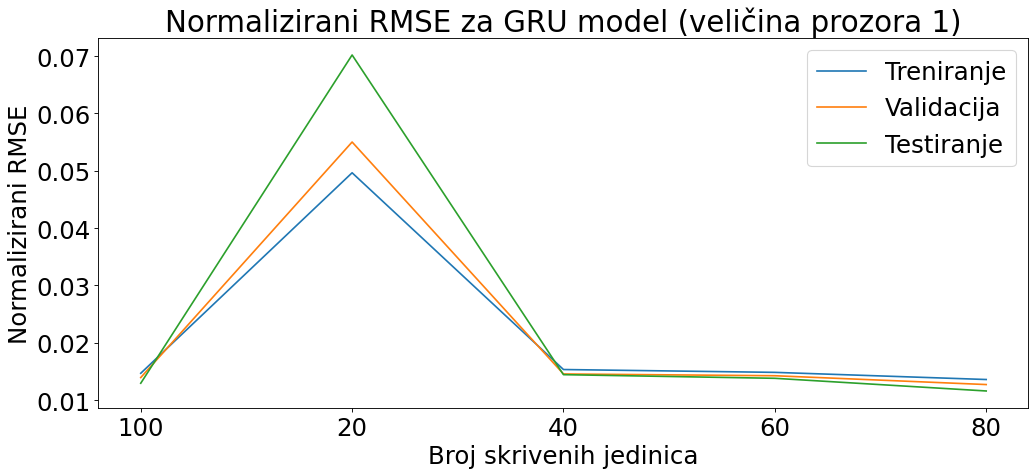 Normalizirani RMSE za GRU model (veličina prozora 1)
Treniranje
Validacija
Testiranje
Normalizirani RMSE
0.07
0.06
0.05
0.04
0.03
0.02
0.01
100 20 40 60 80
Broj skrivenih jedinica